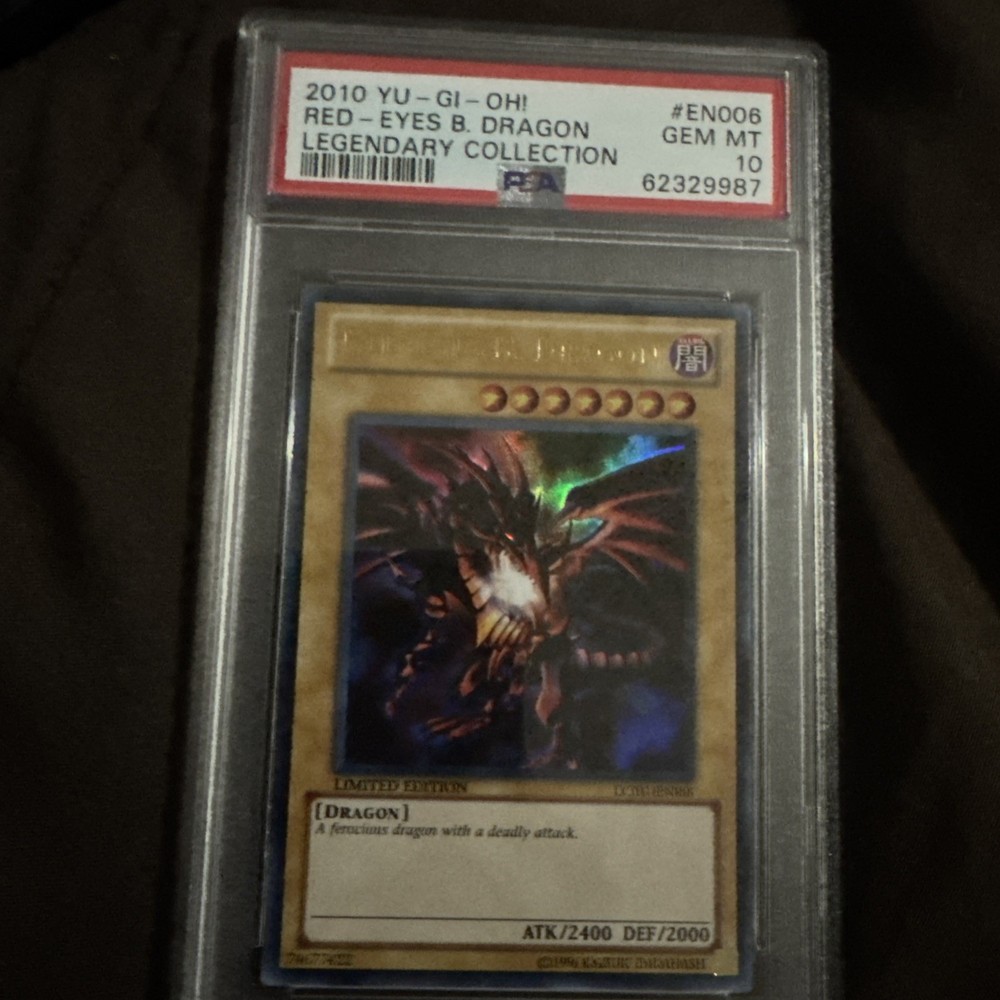 2010 YU-GI-OH! #EN006
RED-EYES B. DRAGON GEM MT
LEGENDARY COLLECTION 10
PSA 62329987
B. DRAGON
闇
LIMITED EDITION
[DRAGON]
A ferocious dragon with a deadly attack.
ATK/2400 DEF/2000